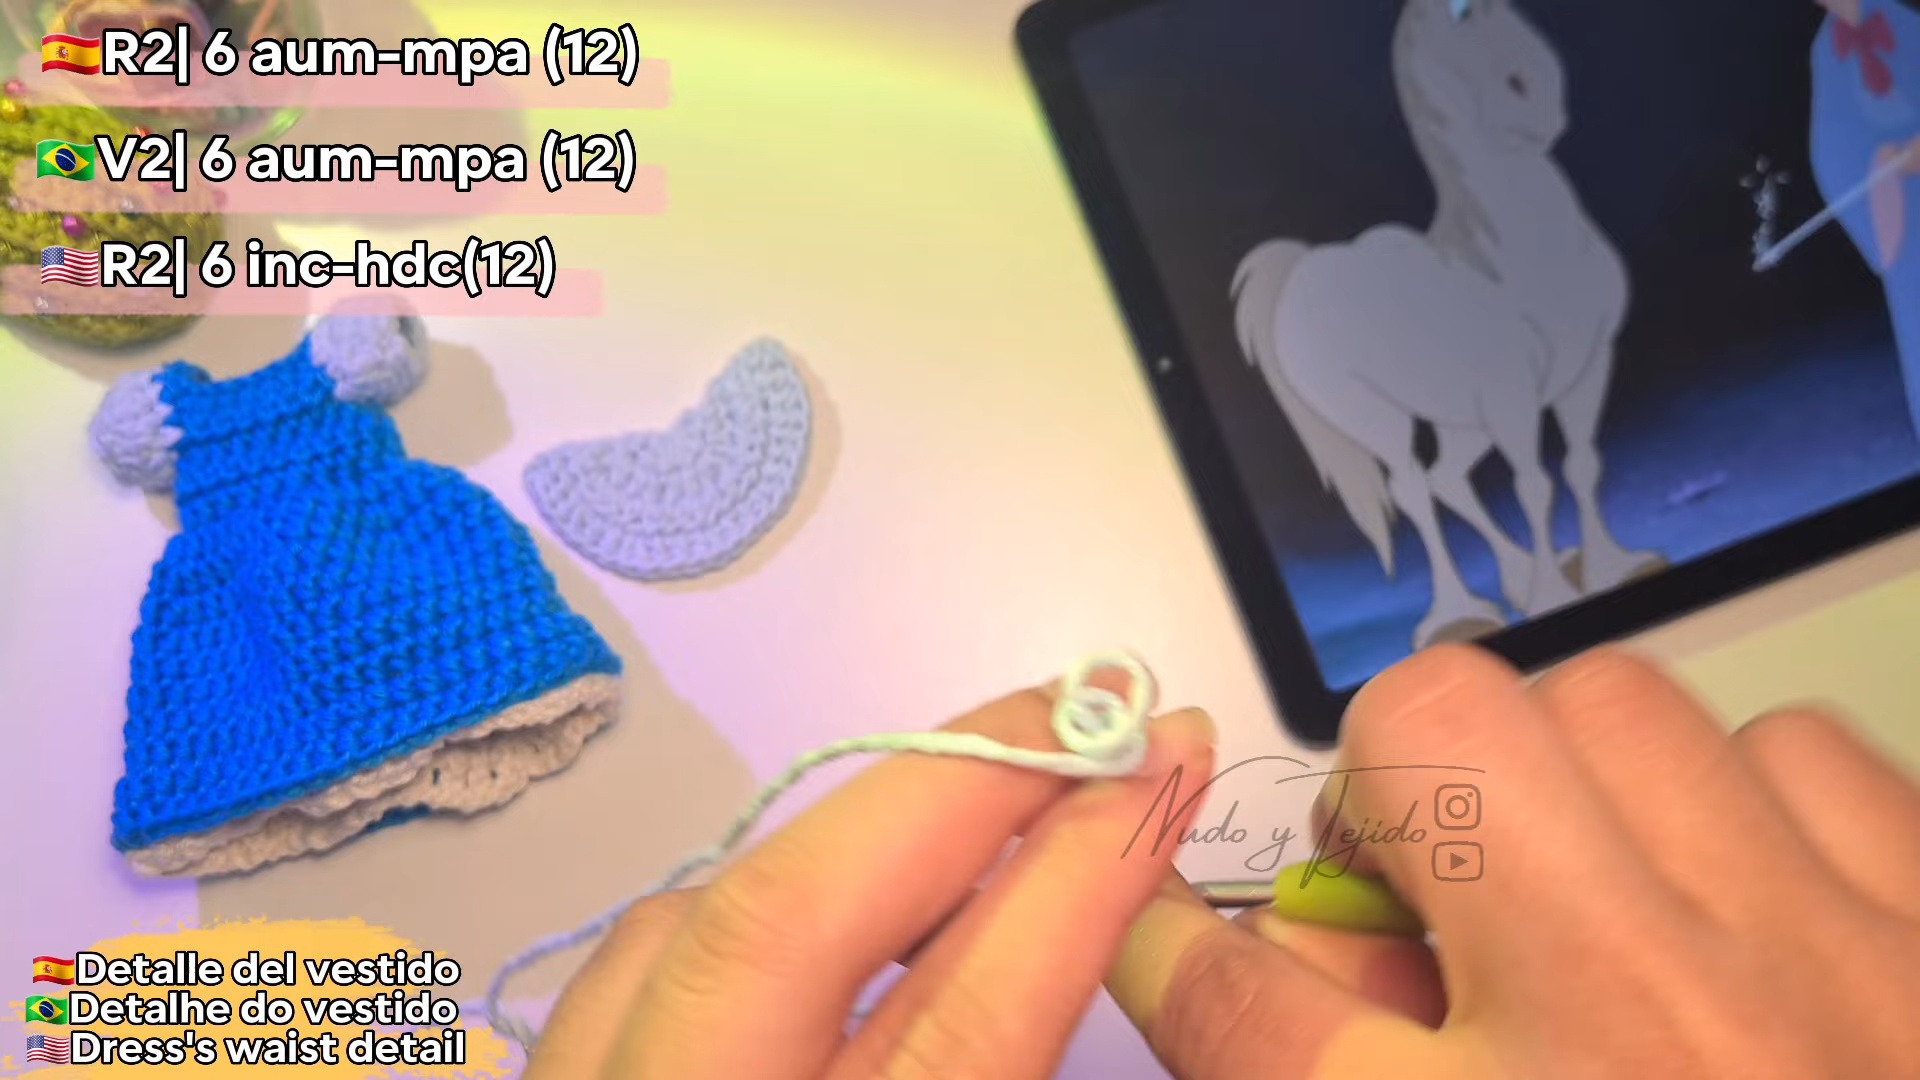 R2| 6 aum-mpa (12)
V2| 6 aum-mpa (12)
R2| 6 inc-hdc(12)
Nudo y Tejido
Detalle del vestido
Detalhe do vestido
Dress's waist detail